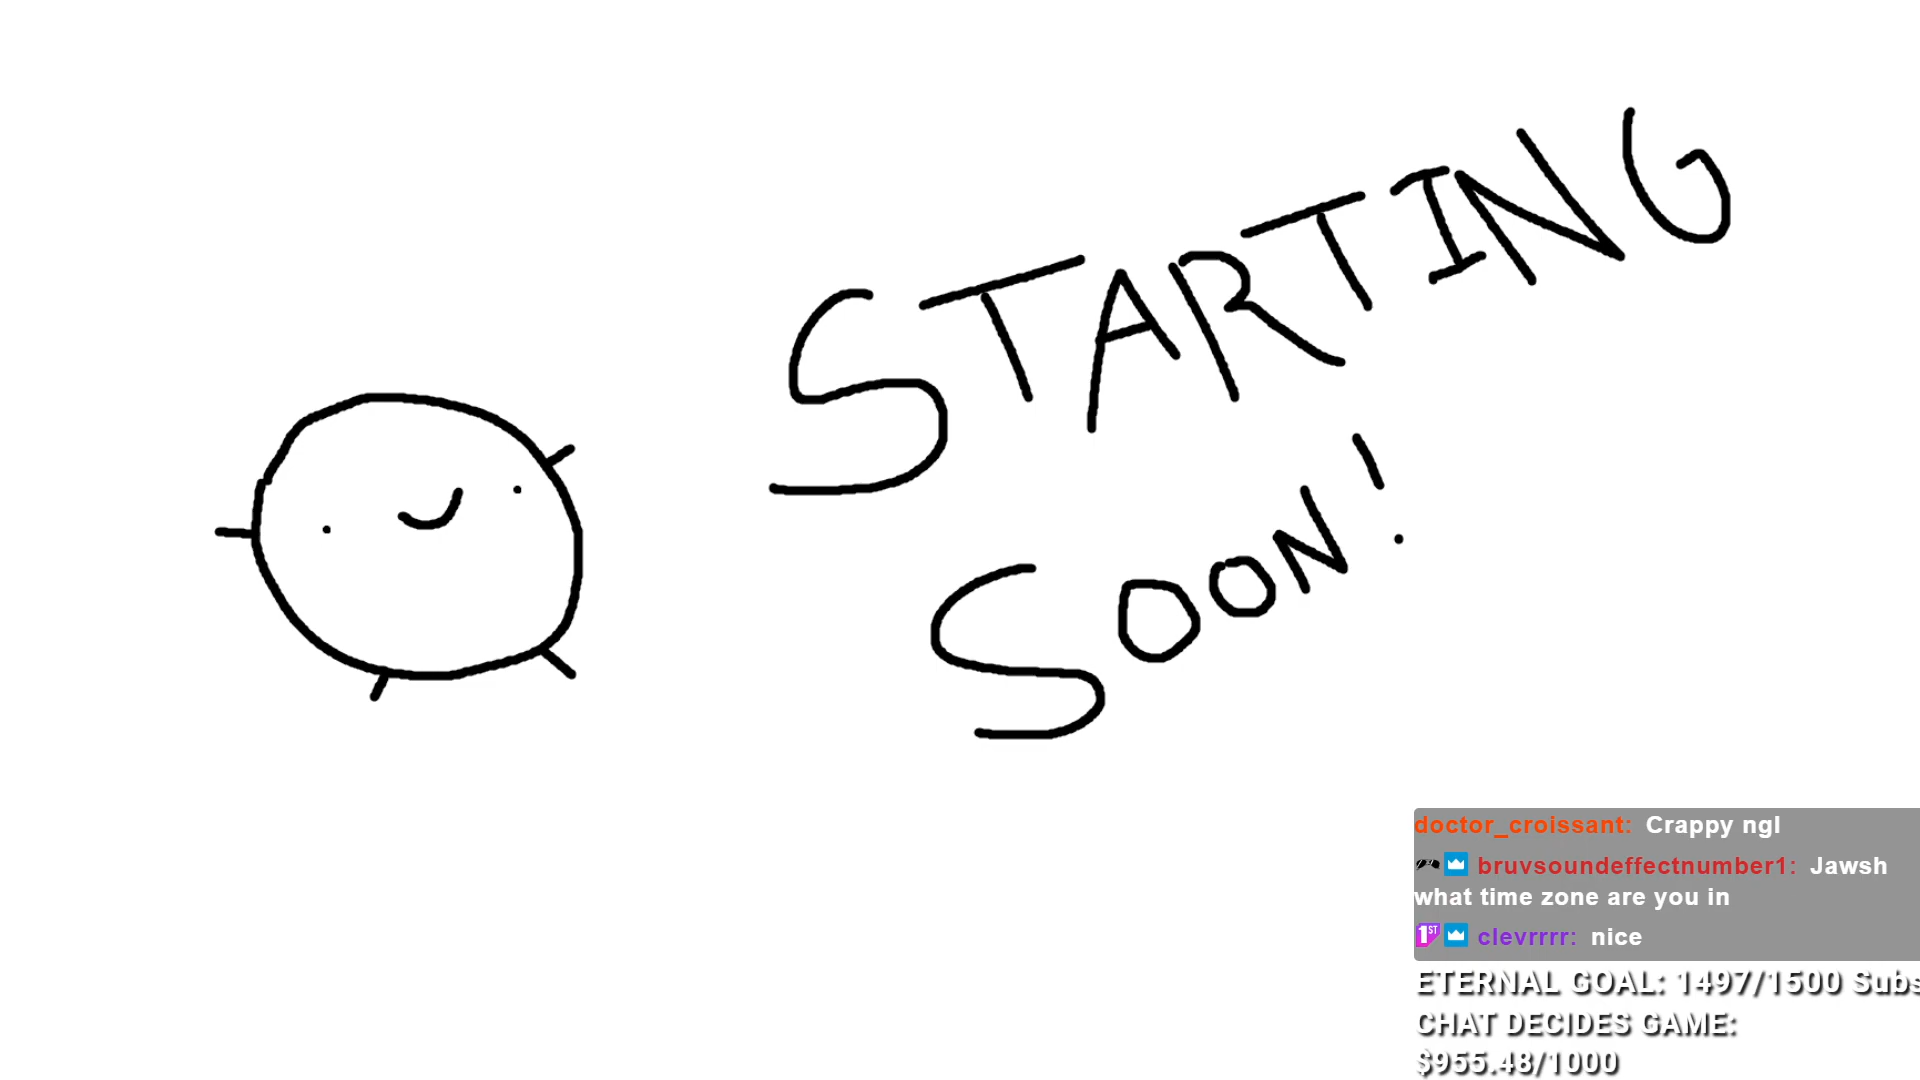 STARTING
SOON!
doctor_croissant: Crappy ngl
1ST
bruvsoundeffectnumber1: Jawsh
what time zone are you in
clevrrrr: nice
ETERNAL GOAL: 1497/1500 Subs
CHAT DECIDES GAME:
$955.48/1000